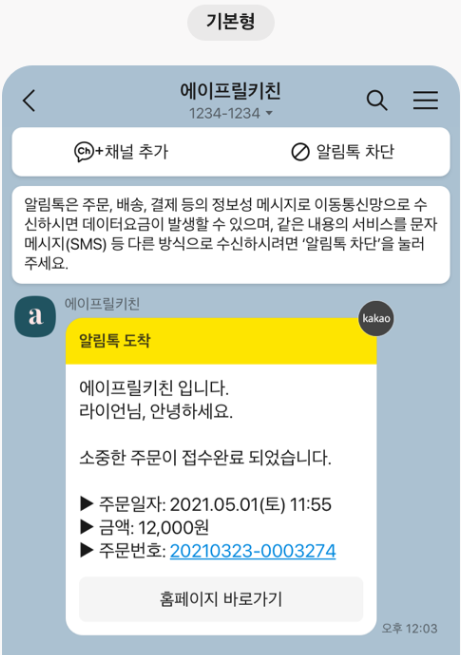 기본형
에이프릴키친
1234-1234
Ch+채널 추가
알림톡 차단
알림톡은 주문, 배송, 결제 등의 정보성 메시지로 이동통신망으로 수
신하시면 데이터요금이 발생할 수 있으며, 같은 내용의 서비스를 문자
메시지(SMS) 등 다른 방식으로 수신하시려면 '알림톡 차단'을 눌러
주세요.
a
에이프릴키친
kakao
알림톡 도착
에이프릴키친 입니다.
라이언님, 안녕하세요.
소중한 주문이 접수완료 되었습니다.
▶ 주문일자: 2021.05.01(토) 11:55
▶ 금액: 12,000원
▶ 주문번호: 20210323-0003274
홈페이지 바로가기
오후 12:03